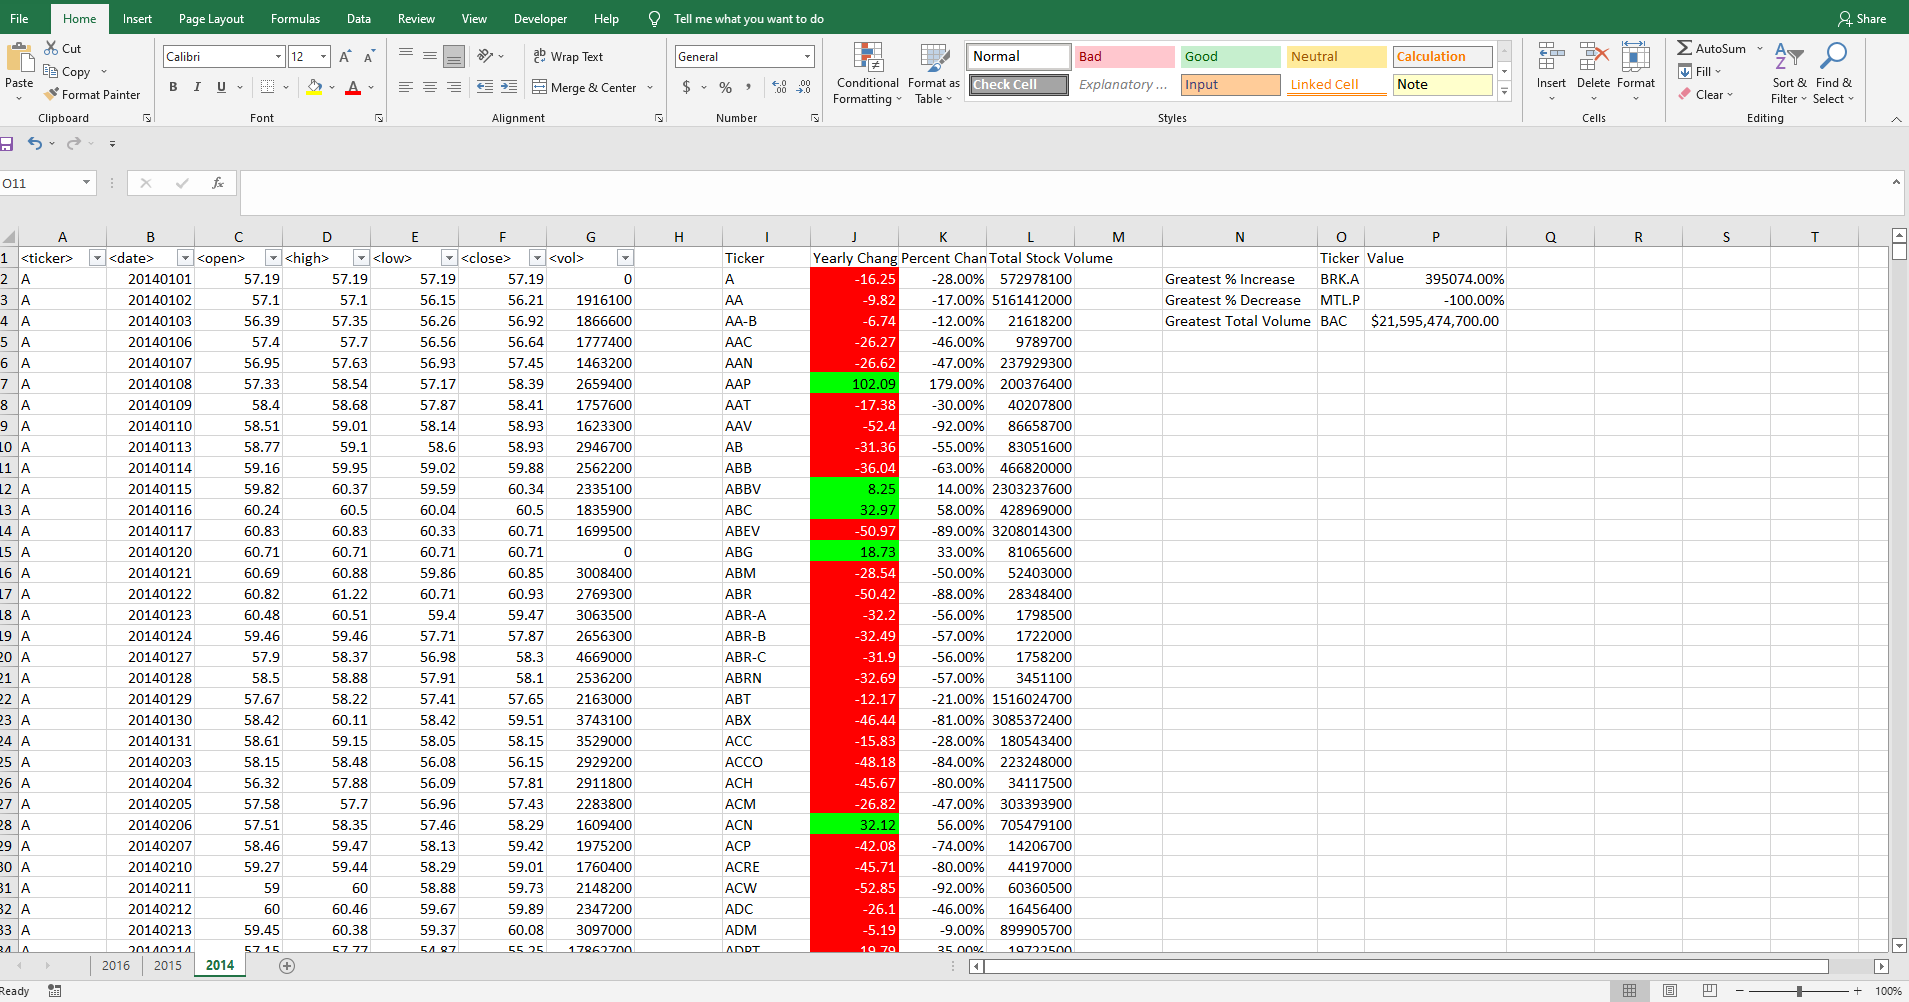 File Home Insert Page Layout Formulas Data Review View Developer Help Tell me what you want to do Share
Paste Cut Copy Format Painter Clipboard
Calibri 12 A A B I U A Font
Wrap Text Merge & Center Alignment
General $ % , Number
Conditional Formatting Format as Table
Normal Bad Good Neutral Calculation
Check Cell Explanatory ... Input Linked Cell Note
Styles
Insert Delete Format Cells
AutoSum Fill Clear Sort & Filter Find & Select Editing
O11 fx
A B C D E F G H I J K L M N O P Q R S T
1 <ticker> <date> <open> <high> <low> <close> <vol> Ticker Yearly Chang Percent Chan Total Stock Volume Ticker Value
2 A 20140101 57.19 57.19 57.19 57.19 0 A -16.25 -28.00% 572978100 Greatest % Increase BRK.A 395074.00%
3 A 20140102 57.1 57.1 56.15 56.21 1916100 AA -9.82 -17.00% 5161412000 Greatest % Decrease MTL.P -100.00%
4 A 20140103 56.39 57.35 56.26 56.92 1866600 AA-B -6.74 -12.00% 21618200 Greatest Total Volume BAC $21,595,474,700.00
5 A 20140106 57.4 57.7 56.56 56.64 1777400 AAC -26.27 -46.00% 9789700
6 A 20140107 56.95 57.63 56.93 57.45 1463200 AAN -26.62 -47.00% 237929300
7 A 20140108 57.33 58.54 57.17 58.39 2659400 AAP 102.09 179.00% 200376400
8 A 20140109 58.4 58.68 57.87 58.41 1757600 AAT -17.38 -30.00% 40207800
9 A 20140110 58.51 59.01 58.14 58.93 1623300 AAV -52.4 -92.00% 86658700
10 A 20140113 58.77 59.1 58.6 58.93 2946700 AB -31.36 -55.00% 83051600
11 A 20140114 59.16 59.95 59.02 59.88 2562200 ABB -36.04 -63.00% 466820000
12 A 20140115 59.82 60.37 59.59 60.34 2335100 ABBV 8.25 14.00% 2303237600
13 A 20140116 60.24 60.5 60.04 60.5 1835900 ABC 32.97 58.00% 428969000
14 A 20140117 60.83 60.83 60.33 60.71 1699500 ABEV -50.97 -89.00% 3208014300
15 A 20140120 60.71 60.71 60.71 60.71 0 ABG 18.73 33.00% 81065600
16 A 20140121 60.69 60.88 59.86 60.85 3008400 ABM -28.54 -50.00% 52403000
17 A 20140122 60.82 61.22 60.71 60.93 2769300 ABR -50.42 -88.00% 28348400
18 A 20140123 60.48 60.51 59.4 59.47 3063500 ABR-A -32.2 -56.00% 1798500
19 A 20140124 59.46 59.46 57.71 57.87 2656300 ABR-B -32.49 -57.00% 1722000
20 A 20140127 57.9 58.37 56.98 58.3 4669000 ABR-C -31.9 -56.00% 1758200
21 A 20140128 58.5 58.88 57.91 58.1 2536200 ABRN -32.69 -57.00% 3451100
22 A 20140129 57.67 58.22 57.41 57.65 2163000 ABT -12.17 -21.00% 1516024700
23 A 20140130 58.42 60.11 58.42 59.51 3743100 ABX -46.44 -81.00% 3085372400
24 A 20140131 58.61 59.15 58.05 58.15 3529000 ACC -15.83 -28.00% 180543400
25 A 20140203 58.15 58.48 56.08 56.15 2929200 ACCO -48.18 -84.00% 223248000
26 A 20140204 56.32 57.88 56.09 57.81 2911800 ACH -45.67 -80.00% 34117500
27 A 20140205 57.58 57.7 56.96 57.43 2283800 ACM -26.82 -47.00% 303393900
28 A 20140206 57.51 58.35 57.46 58.29 1609400 ACN 32.12 56.00% 705479100
29 A 20140207 58.46 59.47 58.13 59.42 1975200 ACP -42.08 -74.00% 14206700
30 A 20140210 59.27 59.44 58.29 59.01 1760400 ACRE -45.71 -80.00% 44197000
31 A 20140211 59 60 58.88 59.73 2148200 ACW -52.85 -92.00% 60360500
32 A 20140212 60 60.46 59.67 59.89 2347200 ADC -26.1 -46.00% 16456400
33 A 20140213 59.45 60.38 59.37 60.08 3097000 ADM -5.19 -9.00% 899905700
34 A 20140214 57.15 57.77 54.87 55.25 17862700 ADPT 19.79 35.00% 19722500
2016 2015 2014
Ready 100%